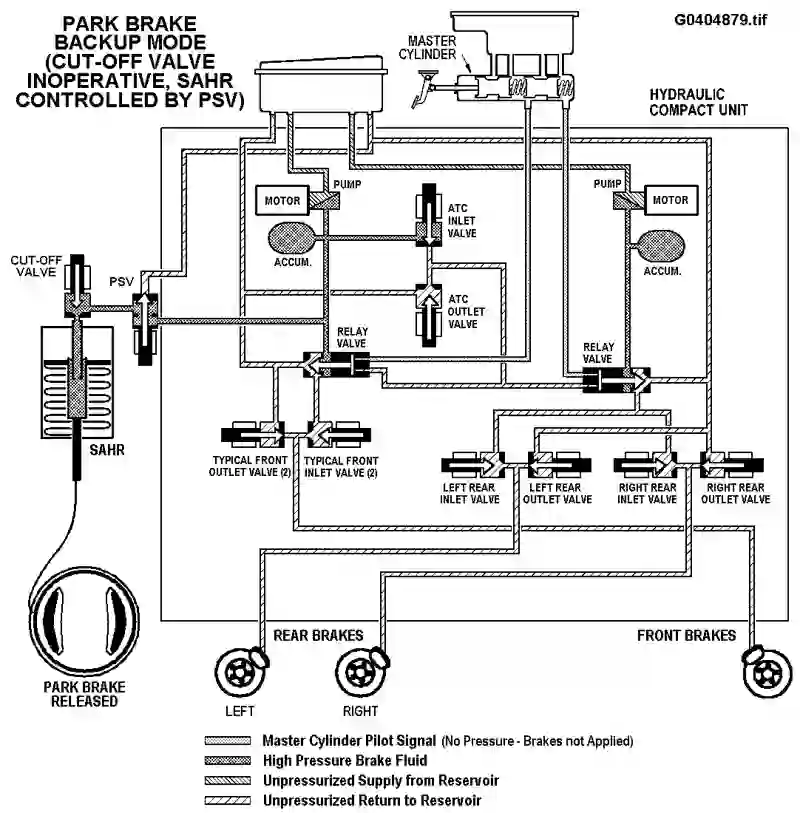 PARK BRAKE
BACKUP MODE
(CUT-OFF VALVE
INOPERATIVE, SAHR
CONTROLLED BY PSV)
G0404879.tif
MASTER
CYLINDER
HYDRAULIC
COMPACT UNIT
MOTOR
PUMP
ATC
INLET
VALVE
PUMP
MOTOR
ACCUM.
ACCUM.
CUT-OFF
VALVE
PSV
ATC
OUTLET
VALVE
RELAY
VALVE
RELAY
VALVE
SAHR
TYPICAL FRONT
OUTLET VALVE (2)
TYPICAL FRONT
INLET VALVE (2)
LEFT REAR
INLET VALVE
LEFT REAR
OUTLET VALVE
RIGHT REAR
INLET VALVE
RIGHT REAR
OUTLET VALVE
REAR BRAKES
FRONT BRAKES
PARK BRAKE
RELEASED
LEFT
RIGHT
Master Cylinder Pilot Signal (No Pressure - Brakes not Applied)
High Pressure Brake Fluid
Unpressurized Supply from Reservoir
Unpressurized Return to Reservoir